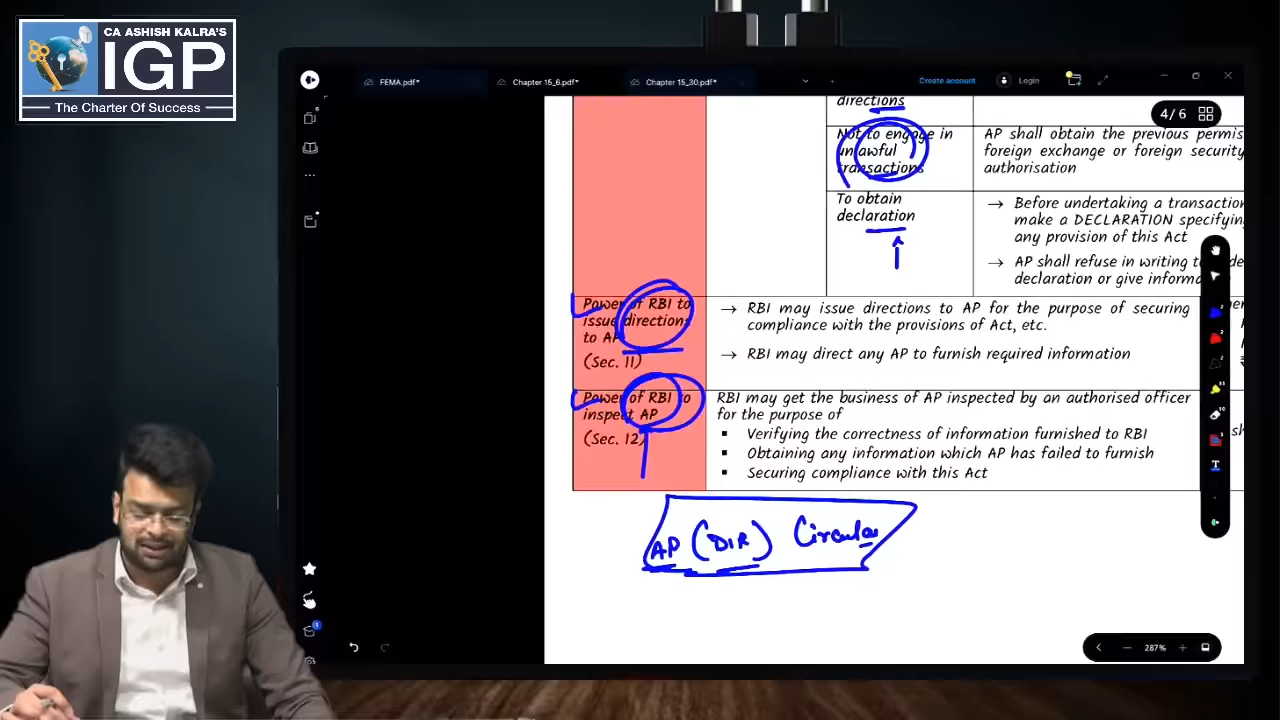 CA ASHISH KALRA'S
IGP
The Charter Of Success
FEMA.pdf*
Chapter 15_6.pdf*
Chapter 15_30.pdf*
Create account
Login
4/6
directions
Not to engage in
unlawful
transactions
AP shall obtain the previous permis
foreign exchange or foreign security
authorisation
To obtain
declaration
→ Before undertaking a transaction
make a DECLARATION specifying
any provision of this Act
→ AP shall refuse in writing
declaration or give informa
Power of RBI to
issue directions
to AP
(Sec. 11)
→ RBI may issue directions to AP for the purpose of securing
compliance with the provisions of Act, etc.
→ RBI may direct any AP to furnish required information
Power of RBI to
inspect AP
(Sec. 12)
RBI may get the business of AP inspected by an authorised officer
for the purpose of
▪ Verifying the correctness of information furnished to RBI
▪ Obtaining any information which AP has failed to furnish
▪ Securing compliance with this Act
AP (DIR) Circular
287%